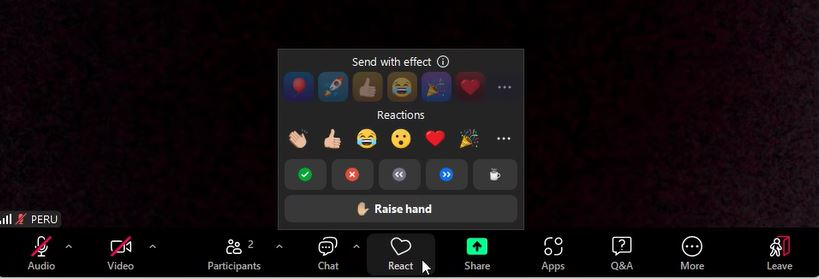 Send with effect
Reactions
Raise hand
PERU
2
Audio
Video
Participants
Chat
React
Share
Apps
Q&A
More
Leave